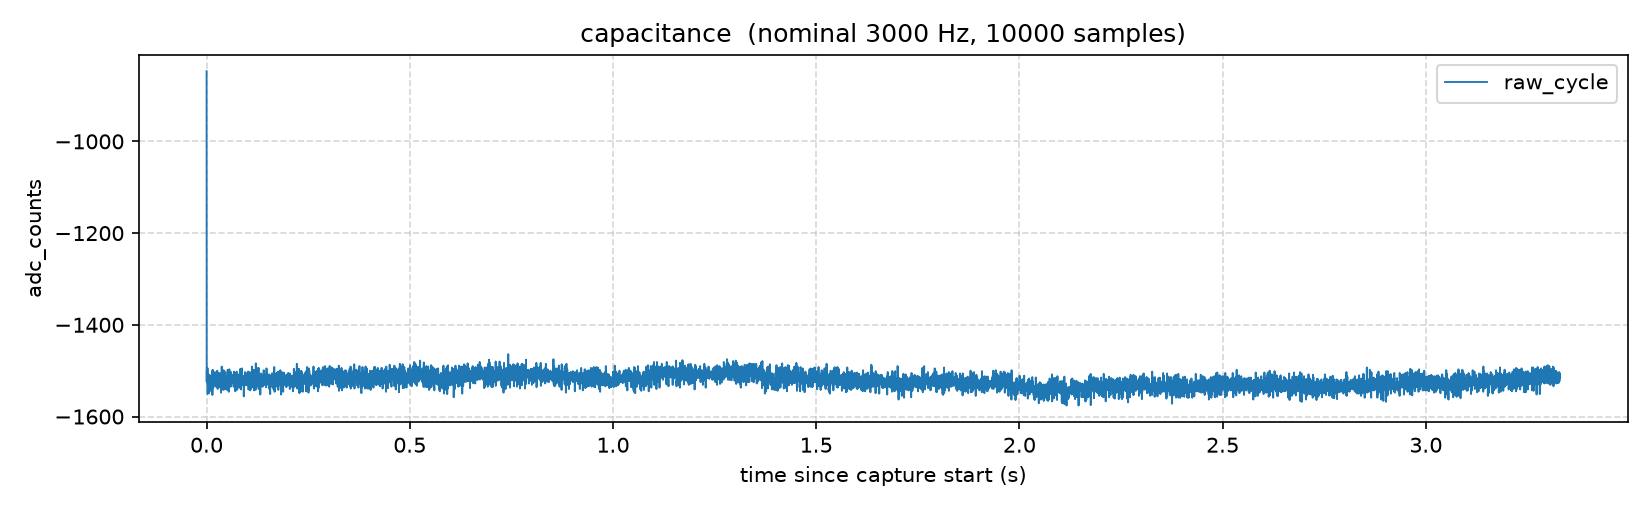 capacitance  (nominal 3000 Hz, 10000 samples)
raw_cycle
adc_counts
−1000
−1200
−1400
−1600
0.0
0.5
1.0
1.5
2.0
2.5
3.0
time since capture start (s)